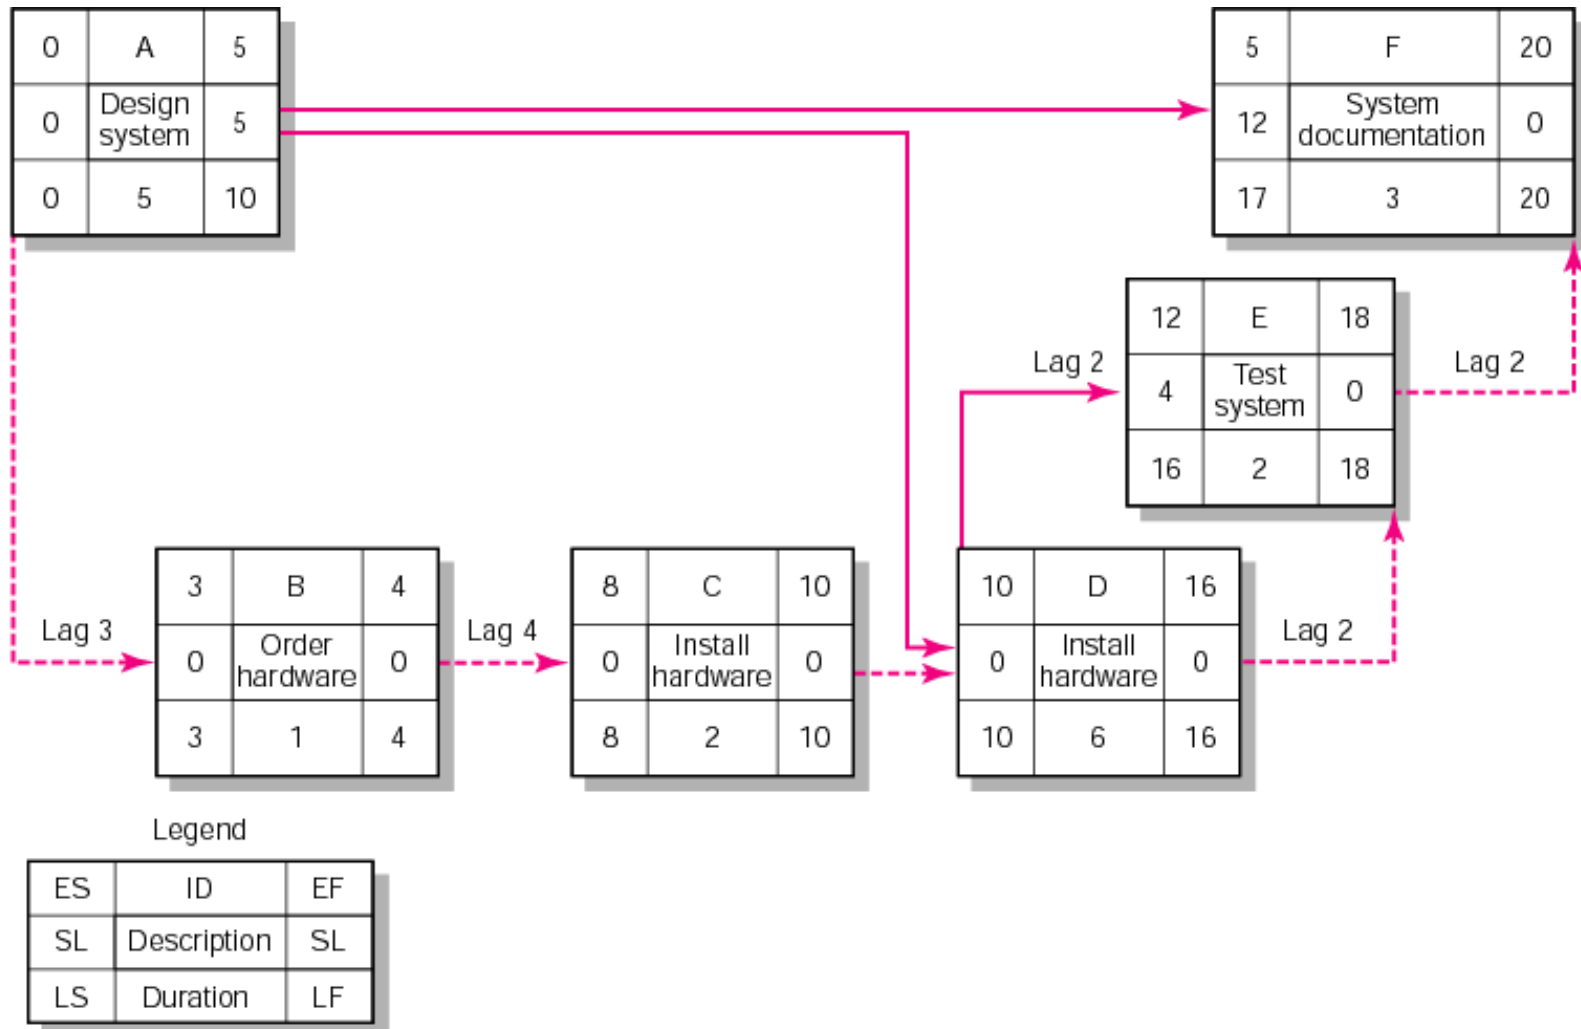 0 A 5
0 Design system 5
0 5 10
5 F 20
12 System documentation 0
17 3 20
12 E 18
4 Test system 0
16 2 18
Lag 2
Lag 2
3 B 4
0 Order hardware 0
3 1 4
8 C 10
0 Install hardware 0
8 2 10
10 D 16
0 Install hardware 0
10 6 16
Lag 3
Lag 4
Lag 2
Legend
ES ID EF
SL Description SL
LS Duration LF